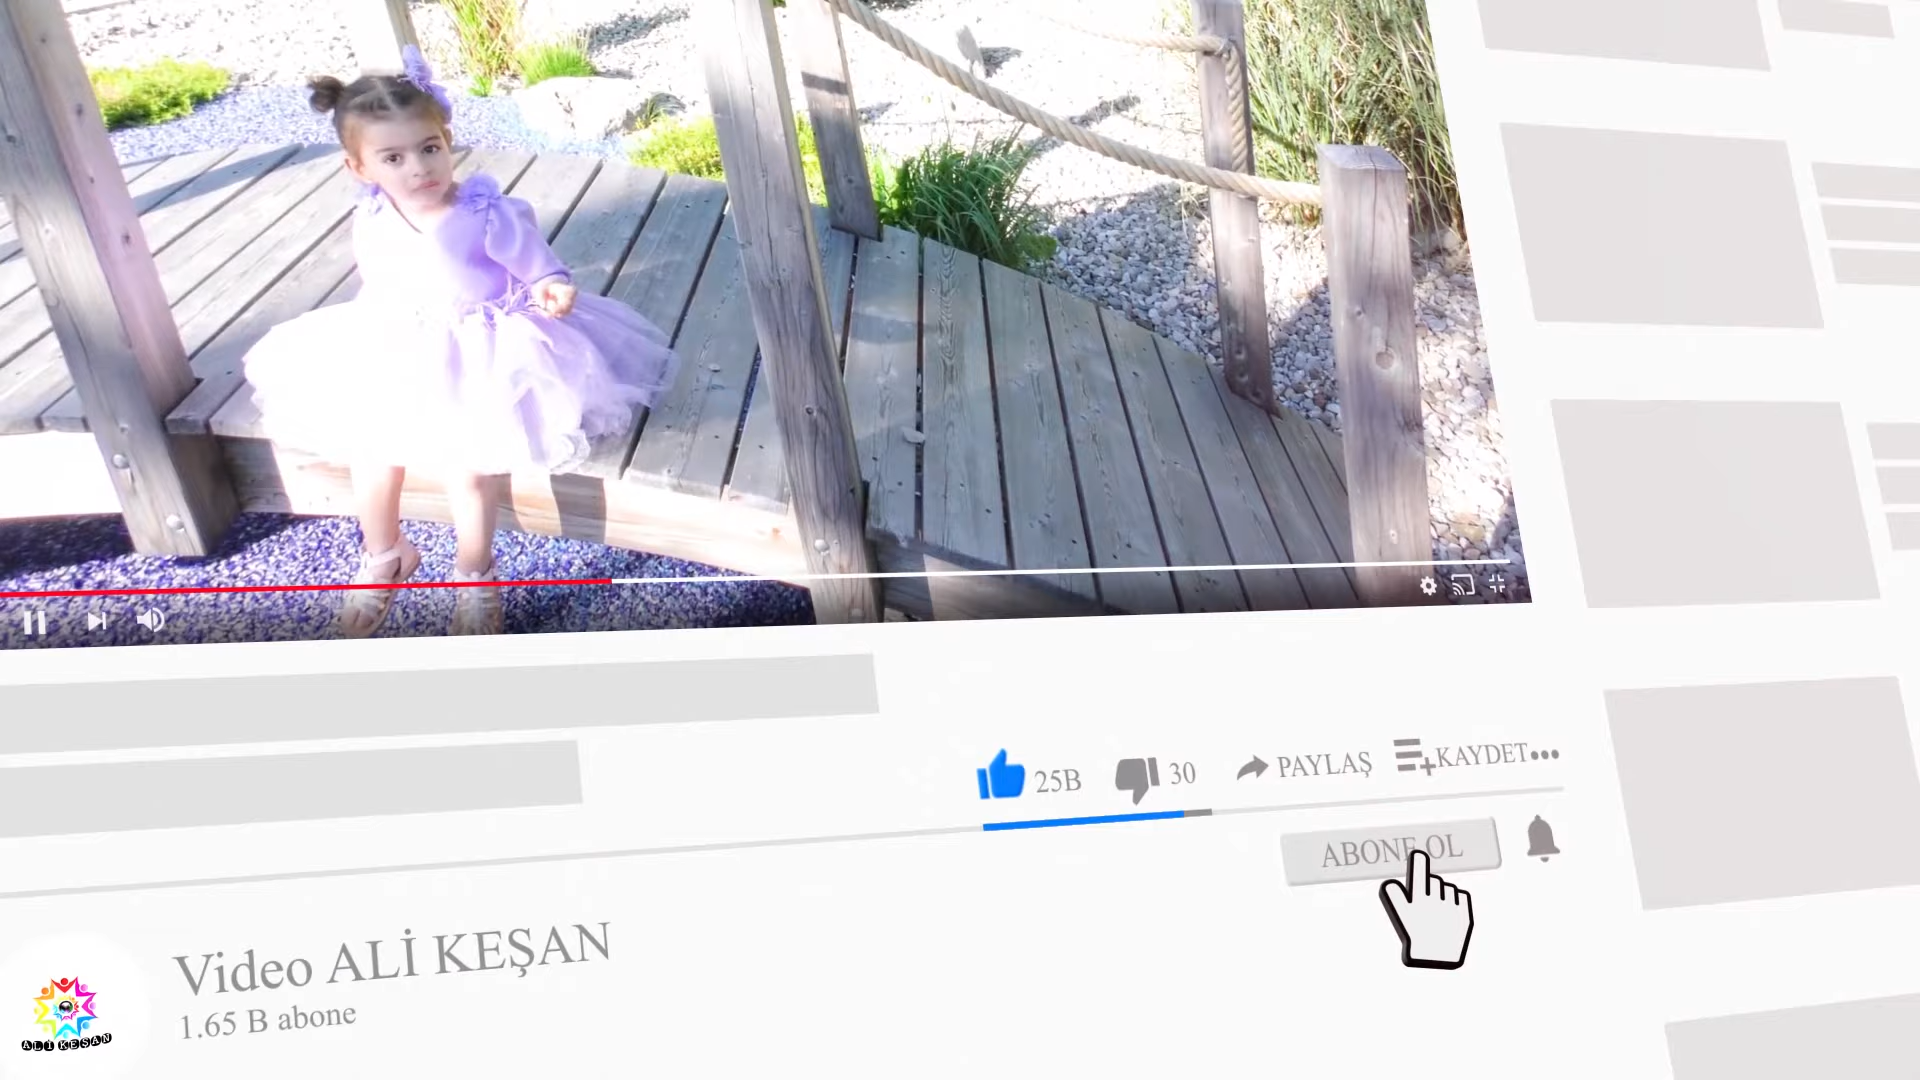 25B
30
PAYLAŞ
KAYDET
ABONE OL
Video ALİ KEŞAN
1.65 B abone
ALİ KEŞAN